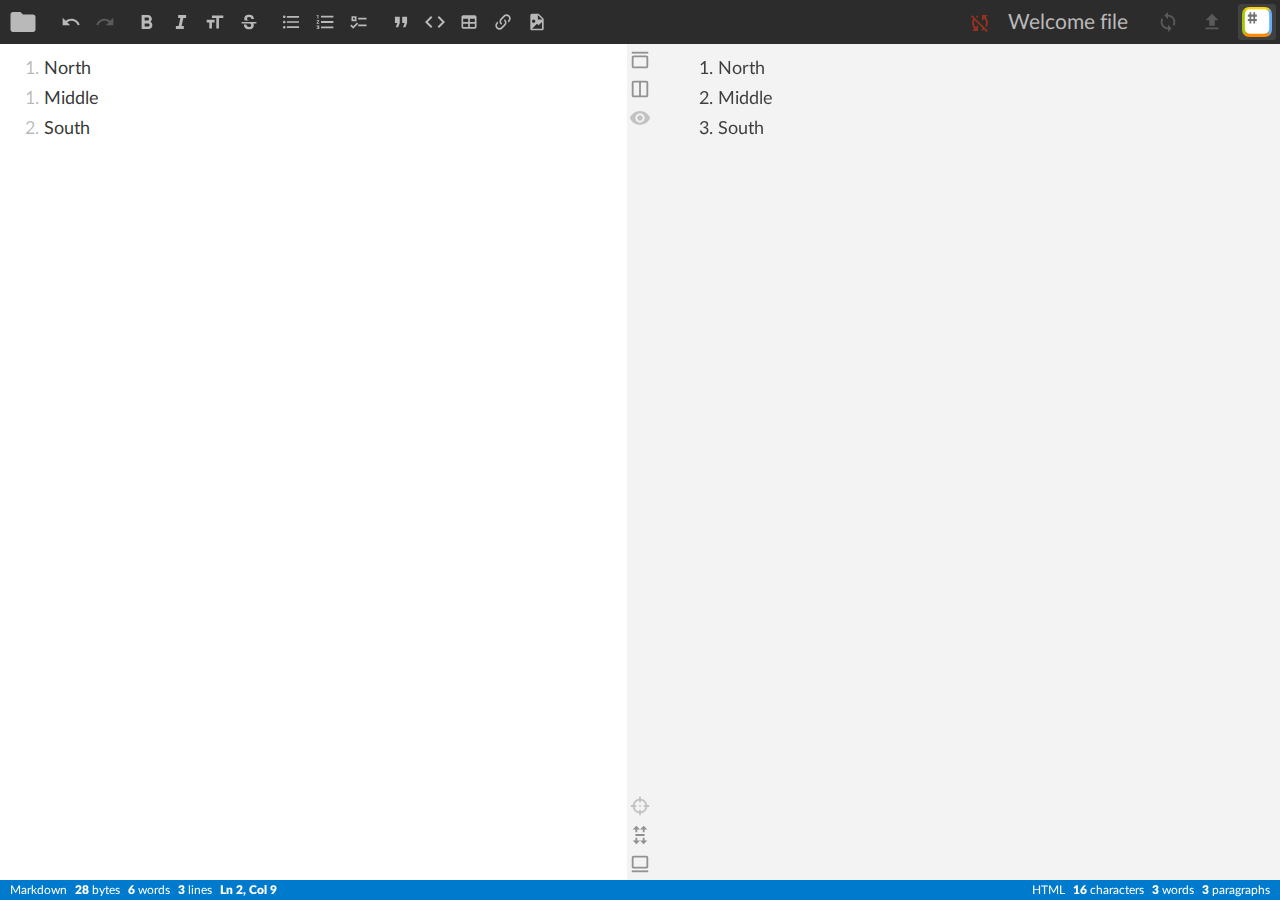 Welcome file
#
1. North
1. Middle
2. South
1. North
2. Middle
3. South
Markdown 28 bytes 6 words 3 lines Ln 2, Col 9
HTML 16 characters 3 words 3 paragraphs